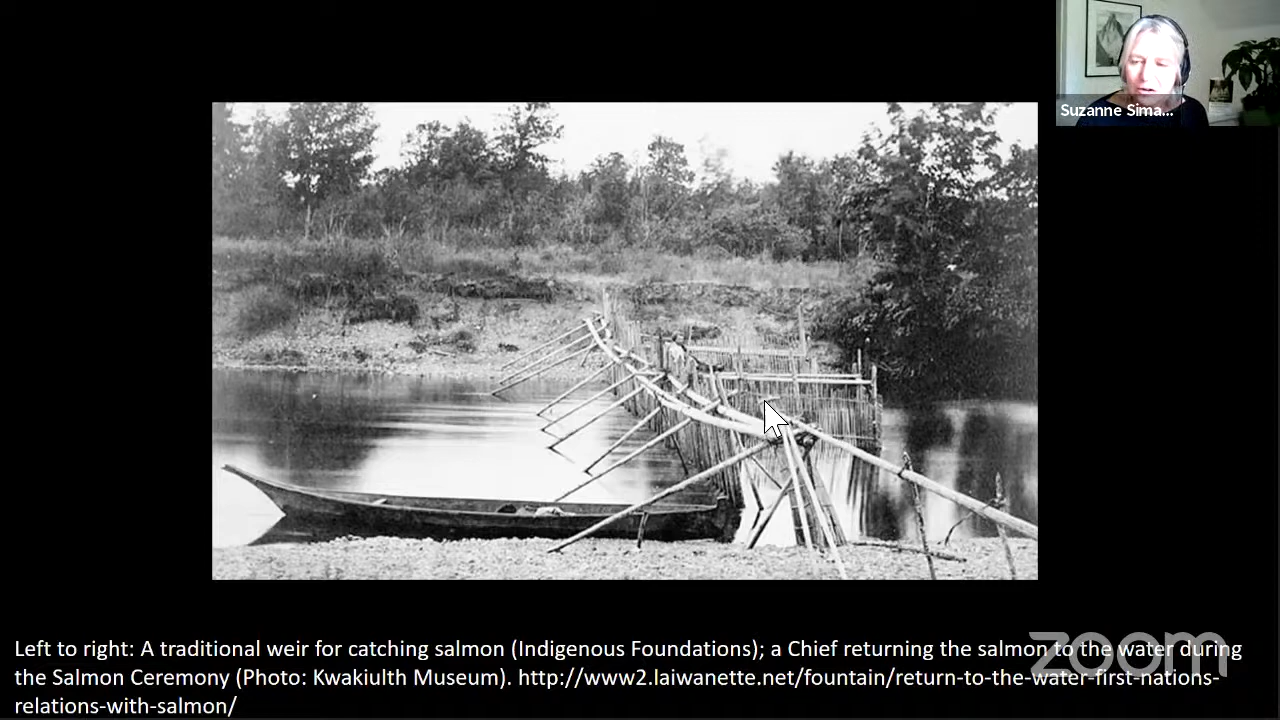 Suzanne Sima...
Left to right: A traditional weir for catching salmon (Indigenous Foundations); a Chief returning the salmon to the water during
the Salmon Ceremony (Photo: Kwakiulth Museum). http://www2.laiwanette.net/fountain/return-to-the-water-first-nations-
relations-with-salmon/
zoom